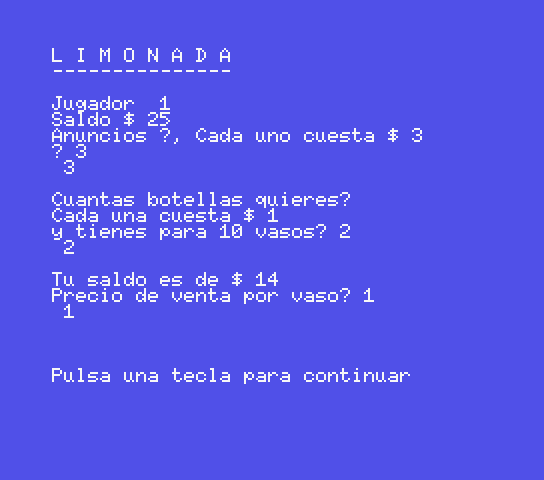 L I M O N A D A
---------------
Jugador  1
Saldo $ 25
Anuncios ?, Cada uno cuesta $ 3
? 3
 3
Cuantas botellas quieres?
Cada una cuesta $ 1
y tienes para 10 vasos? 2
 2
Tu saldo es de $ 14
Precio de venta por vaso? 1
 1
Pulsa una tecla para continuar